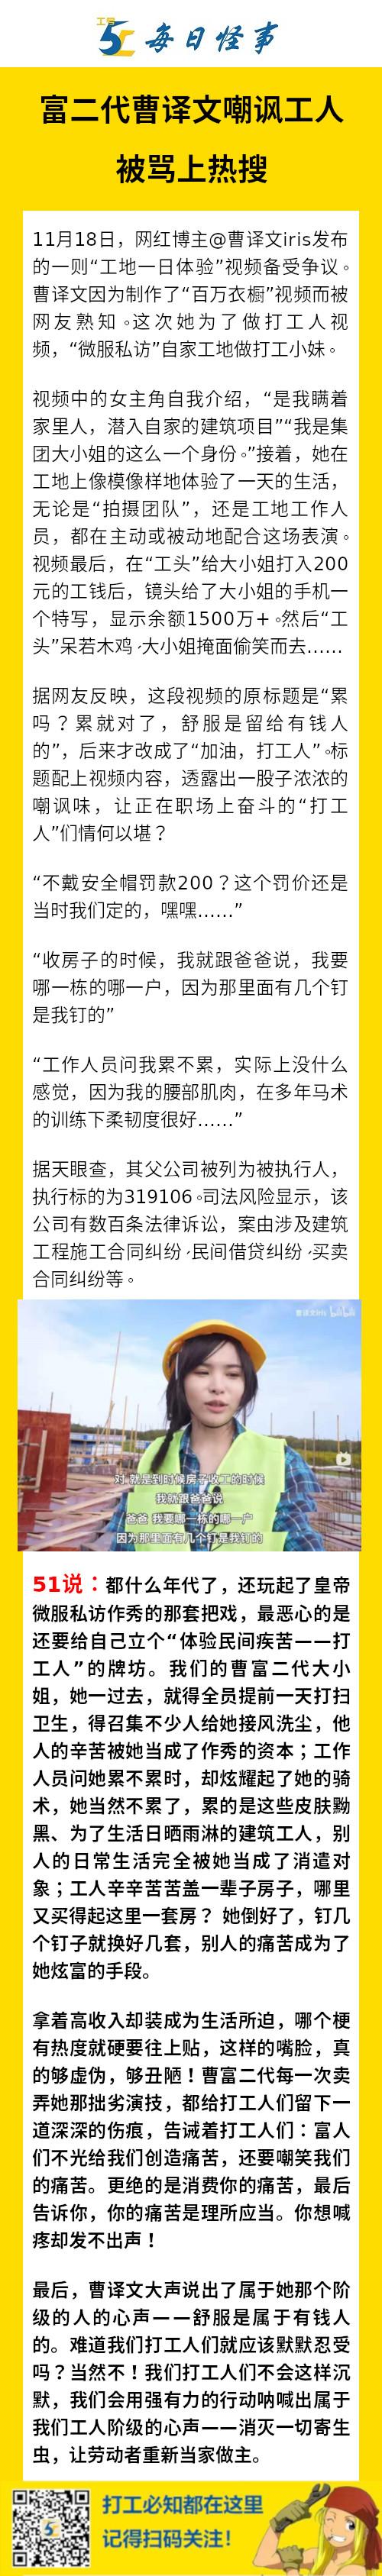 工钅
51
每日怪事
富二代曹译文嘲讽工人
被骂上热搜
11月18日，网红博主@曹译文iris发布
的一则“工地一日体验”视频备受争议。
曹译文因为制作了“百万衣橱”视频而被
网友熟知。这次她为了做打工人视
频，“微服私访”自家工地做打工小妹。
视频中的女主角自我介绍，“是我瞒着
家里人，潜入自家的建筑项目”“我是集
团大小姐的这么一个身份。”接着，她在
工地上像模像样地体验了一天的生活，
无论是“拍摄团队”，还是工地工作人
员，都在主动或被动地配合这场表演。
视频最后，在“工头”给大小姐打入200
元的工钱后，镜头给了大小姐的手机一
个特写，显示余额1500万+。然后“工
头”呆若木鸡，大小姐掩面偷笑而去……
据网友反映，这段视频的原标题是“累
吗？累就对了，舒服是留给有钱人
的”，后来才改成了“加油，打工人”。标
题配上视频内容，透露出一股子浓浓的
嘲讽味，让正在职场上奋斗的“打工
人”们情何以堪？
“不戴安全帽罚款200？这个罚价还是
当时我们定的，嘿嘿……”
“收房子的时候，我就跟爸爸说，我要
哪一栋的哪一户，因为那里面有几个钉
是我钉的”
“工作人员问我累不累，实际上没什么
感觉，因为我的腰部肌肉，在多年马术
的训练下柔韧度很好……”
据天眼查，其父公司被列为被执行人，
执行标的为319106。司法风险显示，该
公司有数百条法律诉讼，案由涉及建筑
工程施工合同纠纷，民间借贷纠纷，买卖
合同纠纷等。
曹译文iris bilibili
对 就是到时候房子收工的时候
我就跟爸爸说
爸爸 我要哪一栋的哪一户
因为那里面有几个钉是我钉的
51说：都什么年代了，还玩起了皇帝
微服私访作秀的那套把戏，最恶心的是
还要给自己立个“体验民间疾苦——打
工人”的牌坊。我们的曹富二代大小
姐，她一过去，就得全员提前一天打扫
卫生，得召集不少人给她接风洗尘，他
人的辛苦被她当成了作秀的资本；工作
人员问她累不累时，却炫耀起了她的骑
术，她当然不累了，累的是这些皮肤黝
黑、为了生活日晒雨淋的建筑工人，别
人的日常生活完全被她当成了消遣对
象；工人辛辛苦苦盖一辈子房子，哪里
又买得起这里一套房？ 她倒好了，钉几
个钉子就换好几套，别人的痛苦成为了
她炫富的手段。
拿着高收入却装成为生活所迫，哪个梗
有热度就硬要往上贴，这样的嘴脸，真
的够虚伪，够丑陋！曹富二代每一次卖
弄她那拙劣演技，都给打工人们留下一
道深深的伤痕，告诫着打工人们：富人
们不光给我们创造痛苦，还要嘲笑我们
的痛苦。更绝的是消费你的痛苦，最后
告诉你，你的痛苦是理所应当。你想喊
疼却发不出声！
最后，曹译文大声说出了属于她那个阶
级的人的心声——舒服是属于有钱人
的。难道我们打工人们就应该默默忍受
吗？当然不！我们打工人们不会这样沉
默，我们会用强有力的行动呐喊出属于
我们工人阶级的心声——消灭一切寄生
虫，让劳动者重新当家做主。
打工必知都在这里
记得扫码关注！